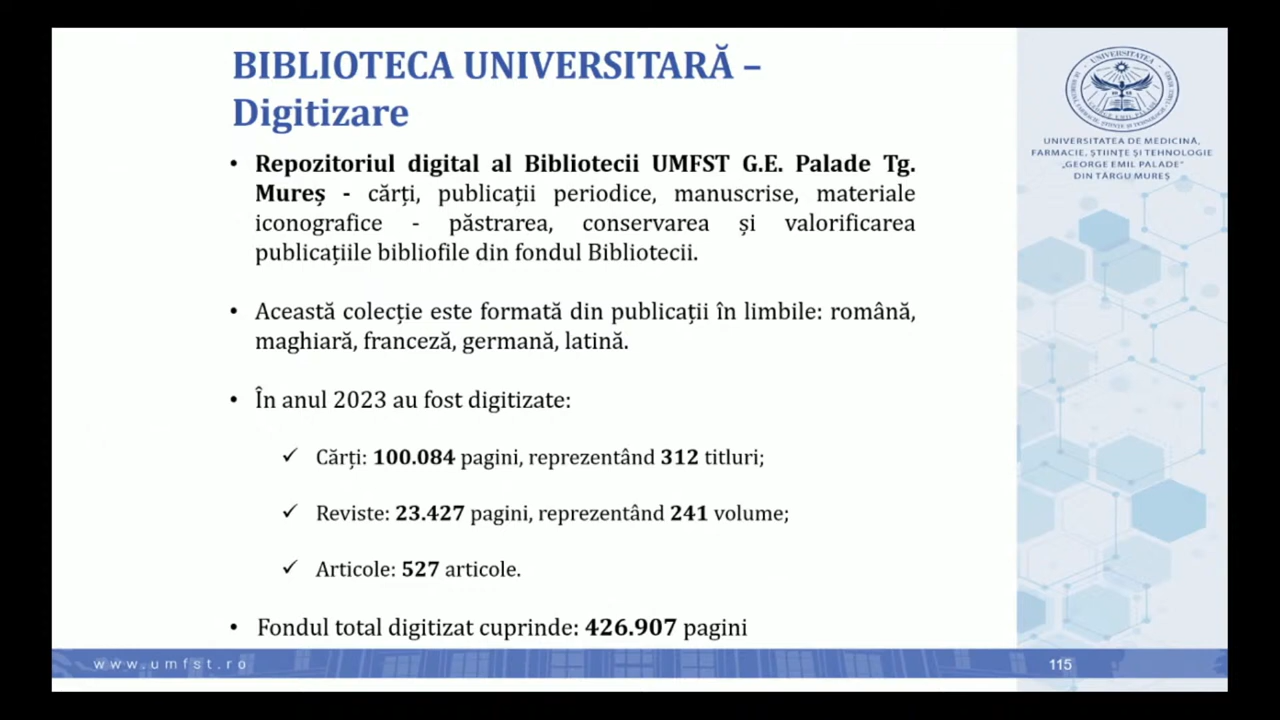 BIBLIOTECA UNIVERSITARĂ –
Digitizare
• Repozitoriul digital al Bibliotecii UMFST G.E. Palade Tg.
Mureș - cărți, publicații periodice, manuscrise, materiale
iconografice - păstrarea, conservarea și valorificarea
publicațiile bibliofile din fondul Bibliotecii.
• Această colecție este formată din publicații în limbile: română,
maghiară, franceză, germană, latină.
• În anul 2023 au fost digitizate:
✓ Cărți: 100.084 pagini, reprezentând 312 titluri;
✓ Reviste: 23.427 pagini, reprezentând 241 volume;
✓ Articole: 527 articole.
• Fondul total digitizat cuprinde: 426.907 pagini
UNIVERSITATEA DE MEDICINĂ,
FARMACIE, ȘTIINȚE ȘI TEHNOLOGIE
„GEORGE EMIL PALADE”
DIN TÂRGU MUREȘ
www.umfst.ro
115